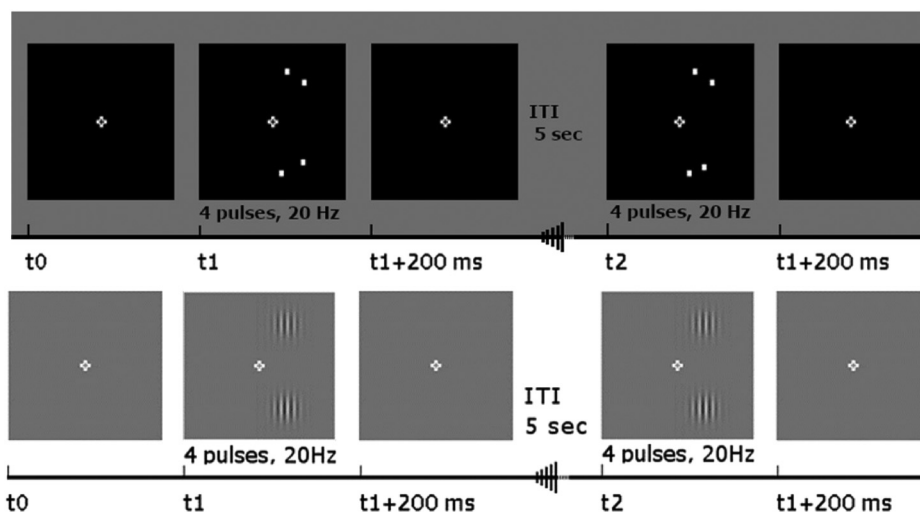 ITI
5 sec
4 pulses, 20 Hz
4 pulses, 20 Hz
t0
t1
t1+200 ms
t2
t1+200 ms
ITI
5 sec
4 pulses, 20Hz
4 pulses, 20Hz
t0
t1
t1+200 ms
t2
t1+200 ms